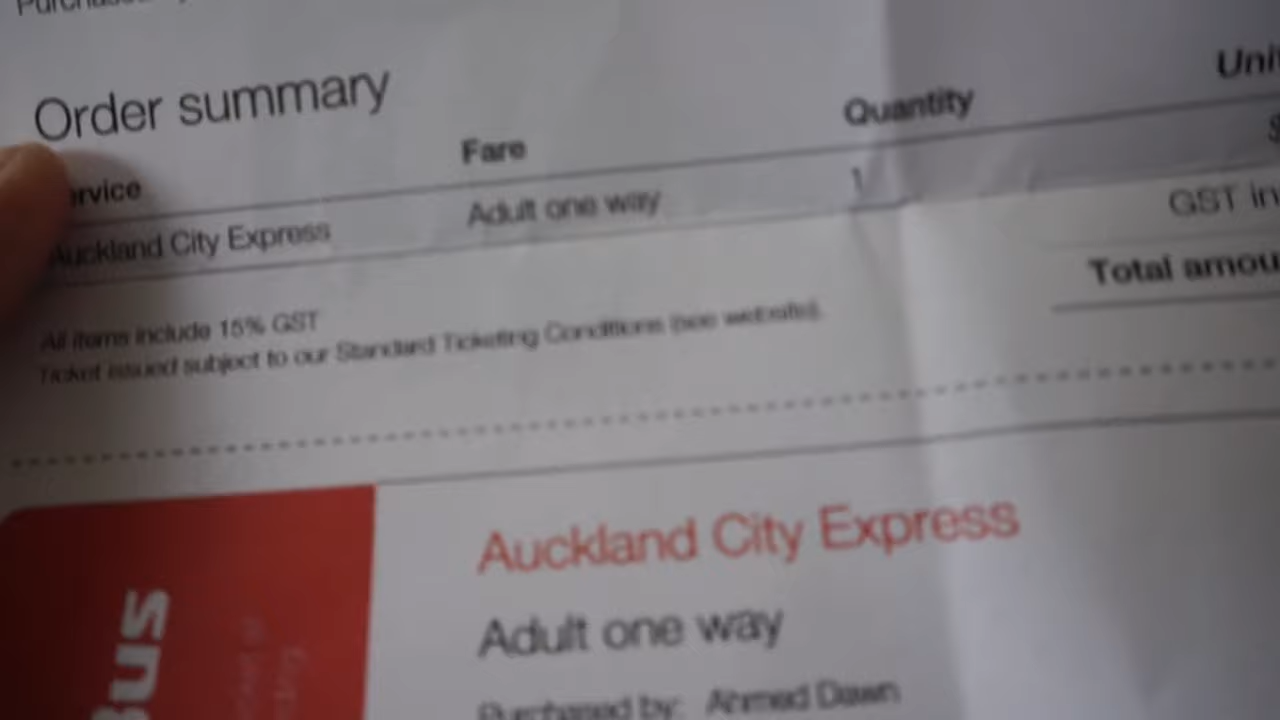 Order summary
Fare Quantity
Auckland City Express Adult one way 1
All items include 15% GST
Ticket issued subject to our Standard Ticketing Conditions (see website).
GST in
Total amou
Auckland City Express
Adult one way
Purchased by: Ahmed Dawn
Bus